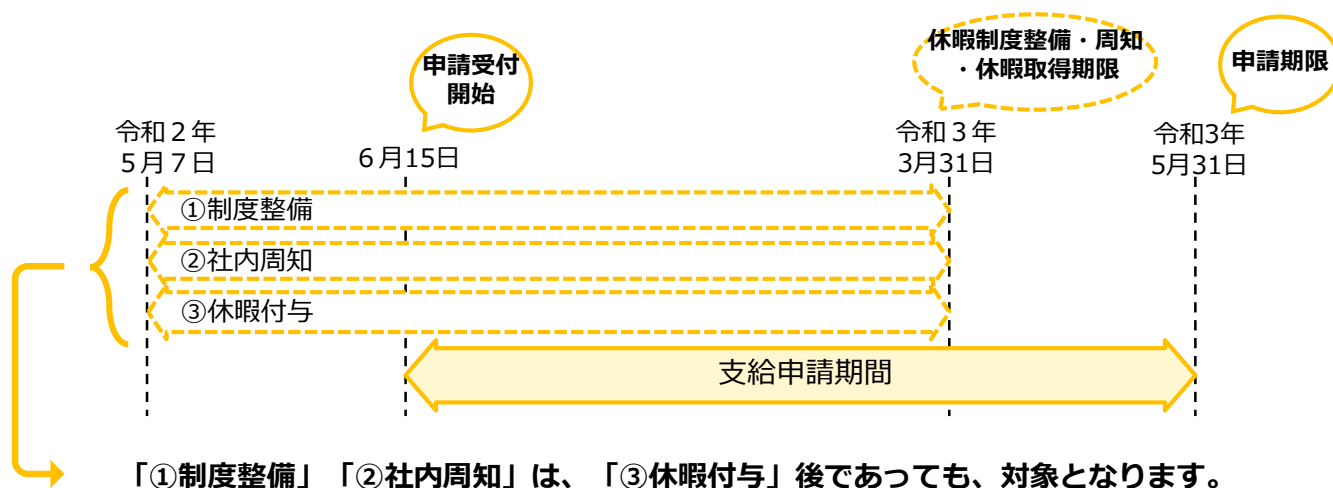 申請受付
開始
休暇制度整備・周知
・休暇取得期限
申請期限
令和２年
５月７日
６月15日
令和３年
3月31日
令和3年
5月31日
①制度整備
②社内周知
③休暇付与
支給申請期間
「①制度整備」「②社内周知」は、「③休暇付与」後であっても、対象となります。